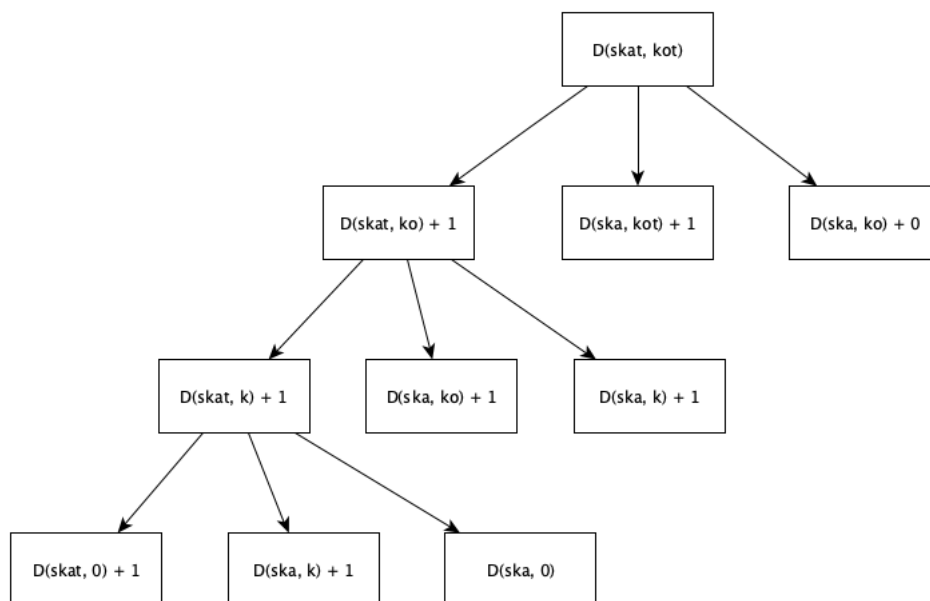 D(skat, kot)
D(skat, ko) + 1
D(ska, kot) + 1
D(ska, ko) + 0
D(skat, k) + 1
D(ska, ko) + 1
D(ska, k) + 1
D(skat, 0) + 1
D(ska, k) + 1
D(ska, 0)